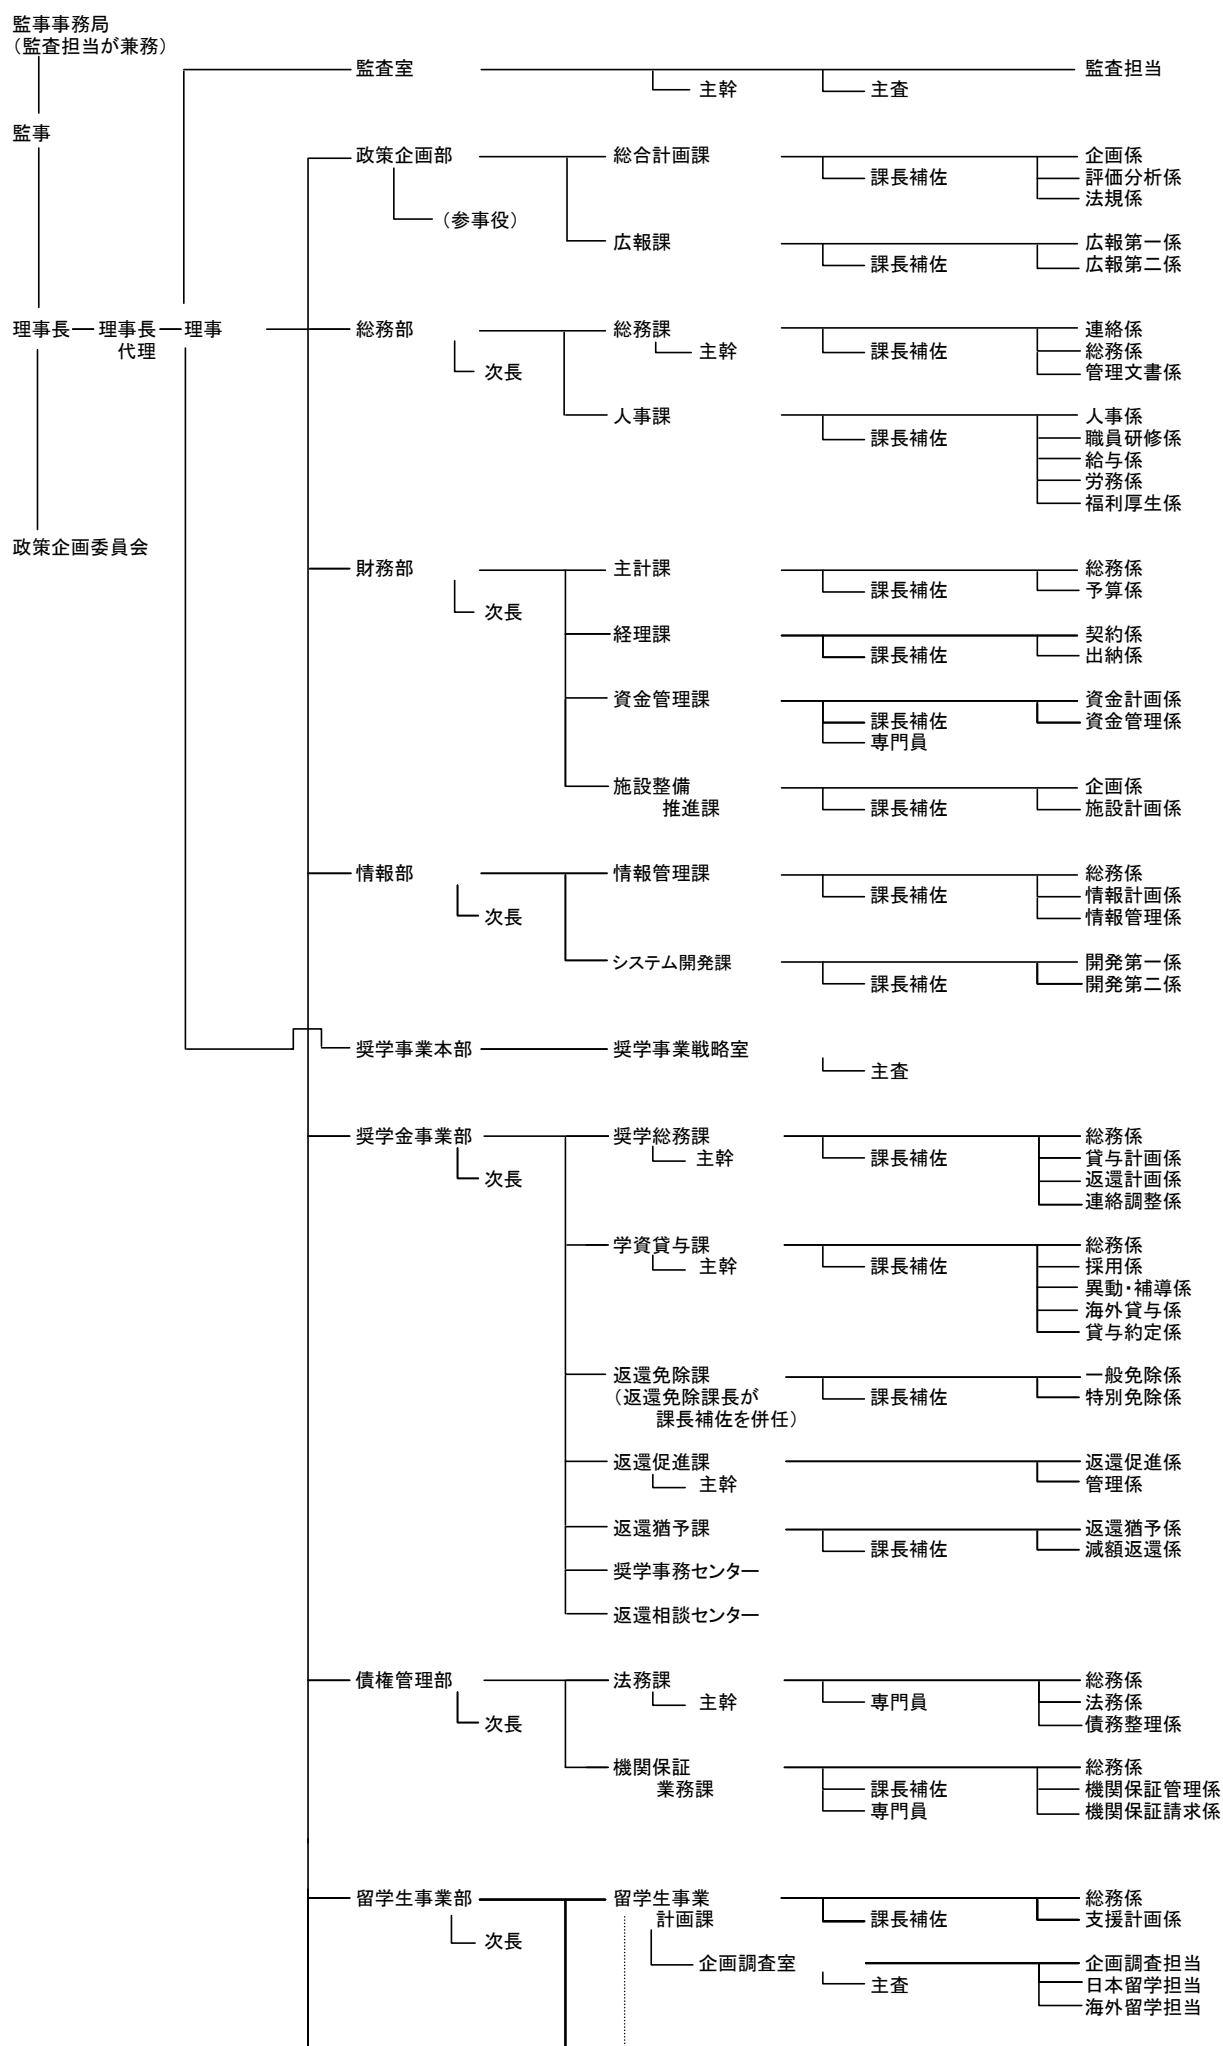 監事事務局
（監査担当が兼務）
監査室
監査担当
主幹
主査
監事
政策企画部
総合計画課
企画係
課長補佐
評価分析係
法規係
（参事役）
広報課
広報第一係
課長補佐
広報第二係
理事長
理事長
代理
理事
総務部
総務課
連絡係
主幹
課長補佐
総務係
次長
管理文書係
人事課
人事係
課長補佐
職員研修係
給与係
労務係
福利厚生係
政策企画委員会
財務部
主計課
総務係
課長補佐
予算係
次長
経理課
契約係
課長補佐
出納係
資金管理課
資金計画係
課長補佐
資金管理係
専門員
施設整備
推進課
企画係
課長補佐
施設計画係
情報部
情報管理課
総務係
課長補佐
情報計画係
次長
情報管理係
システム開発課
開発第一係
課長補佐
開発第二係
奨学事業本部
奨学事業戦略室
主査
奨学金事業部
奨学総務課
総務係
主幹
課長補佐
貸与計画係
次長
返還計画係
連絡調整係
学資貸与課
総務係
主幹
課長補佐
採用係
異動・補導係
海外貸与係
貸与約定係
返還免除課
（返還免除課長が
課長補佐を併任）
一般免除係
課長補佐
特別免除係
返還促進課
返還促進係
主幹
管理係
返還猶予課
返還猶予係
課長補佐
減額返還係
奨学事務センター
返還相談センター
債権管理部
法務課
総務係
主幹
専門員
法務係
次長
債務整理係
機関保証
業務課
総務係
課長補佐
機関保証管理係
専門員
機関保証請求係
留学生事業部
留学生事業
計画課
総務係
課長補佐
支援計画係
次長
企画調査室
企画調査担当
主査
日本留学担当
海外留学担当